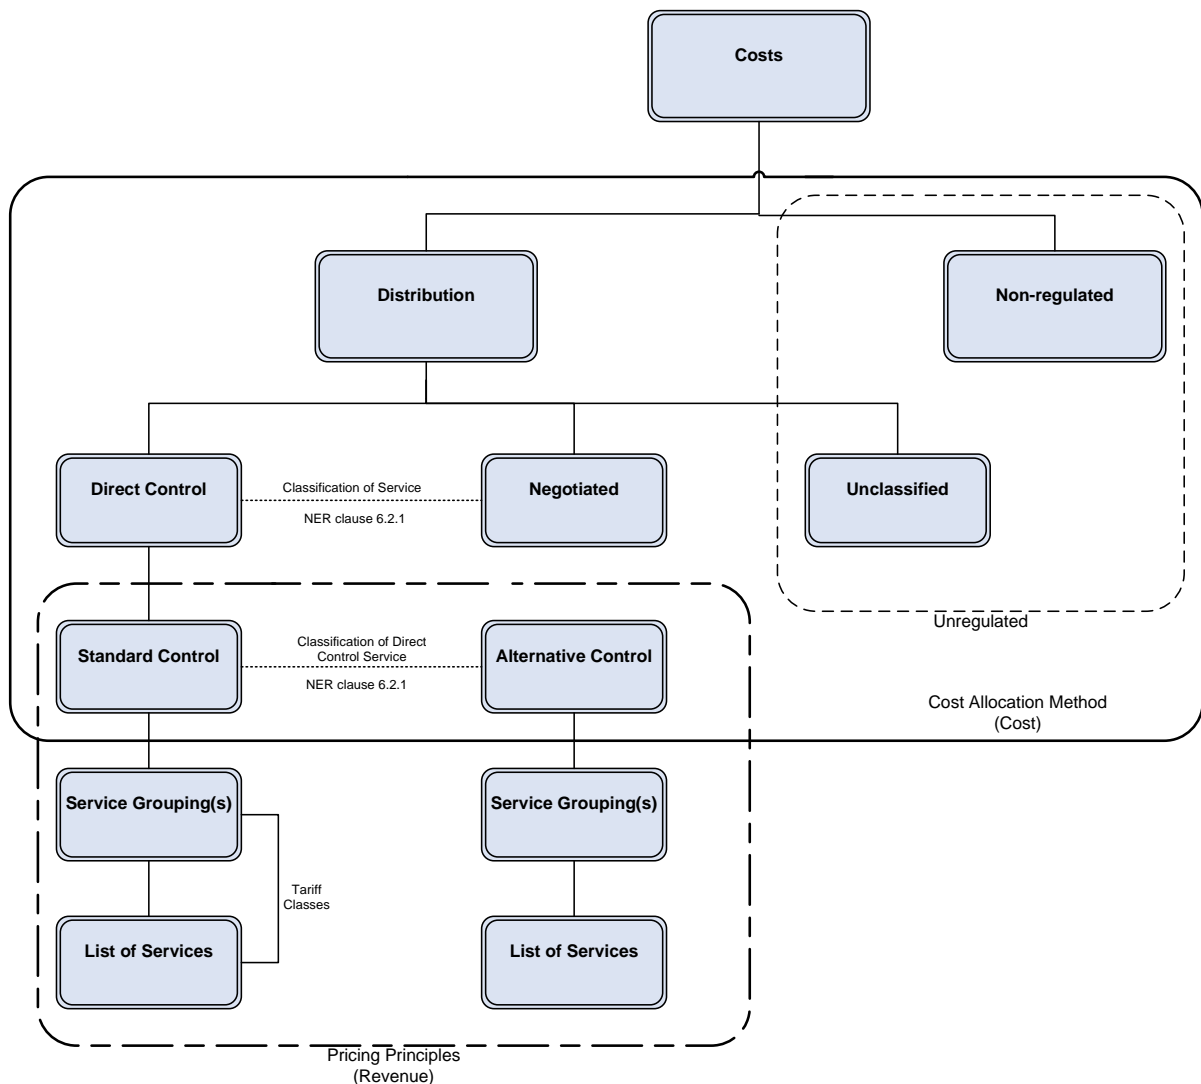 Costs
Distribution
Non-regulated
Direct Control
Classification of Service
NER clause 6.2.1
Negotiated
Unclassified
Unregulated
Standard Control
Classification of Direct
Control Service
NER clause 6.2.1
Alternative Control
Cost Allocation Method
(Cost)
Service Grouping(s)
Service Grouping(s)
Tariff
Classes
List of Services
List of Services
Pricing Principles
(Revenue)